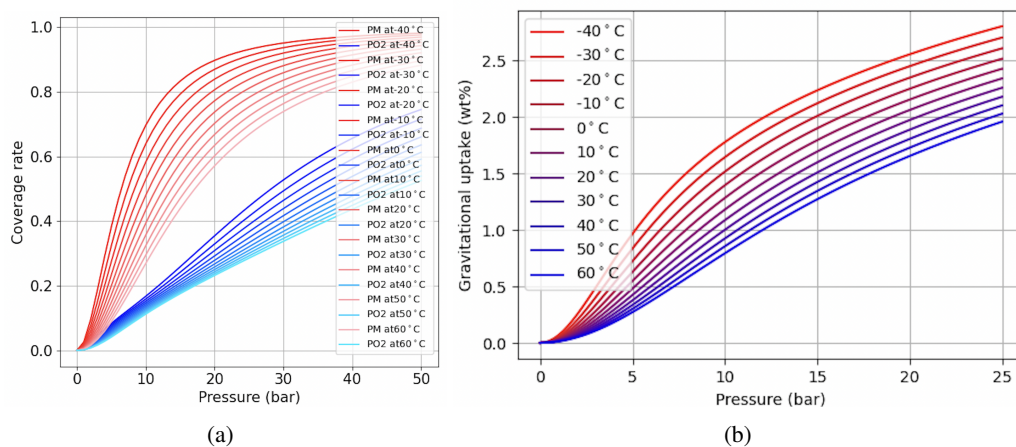 Coverage rate
1.0
0.8
0.6
0.4
0.2
0.0
PM at-40°C
PO2 at-40°C
PM at-30°C
PO2 at-30°C
PM at-20°C
PO2 at-20°C
PM at-10°C
PO2 at-10°C
PM at0°C
PO2 at0°C
PM at10°C
PO2 at10°C
PM at20°C
PO2 at20°C
PM at30°C
PO2 at30°C
PM at40°C
PO2 at40°C
PM at50°C
PO2 at50°C
PM at60°C
PO2 at60°C
0 10 20 30 40 50
Pressure (bar)
(a)
Gravitational uptake (wt%)
2.5
2.0
1.5
1.0
0.5
0.0
-40°C
-30°C
-20°C
-10°C
0°C
10°C
20°C
30°C
40°C
50°C
60°C
0 5 10 15 20 25
Pressure (bar)
(b)